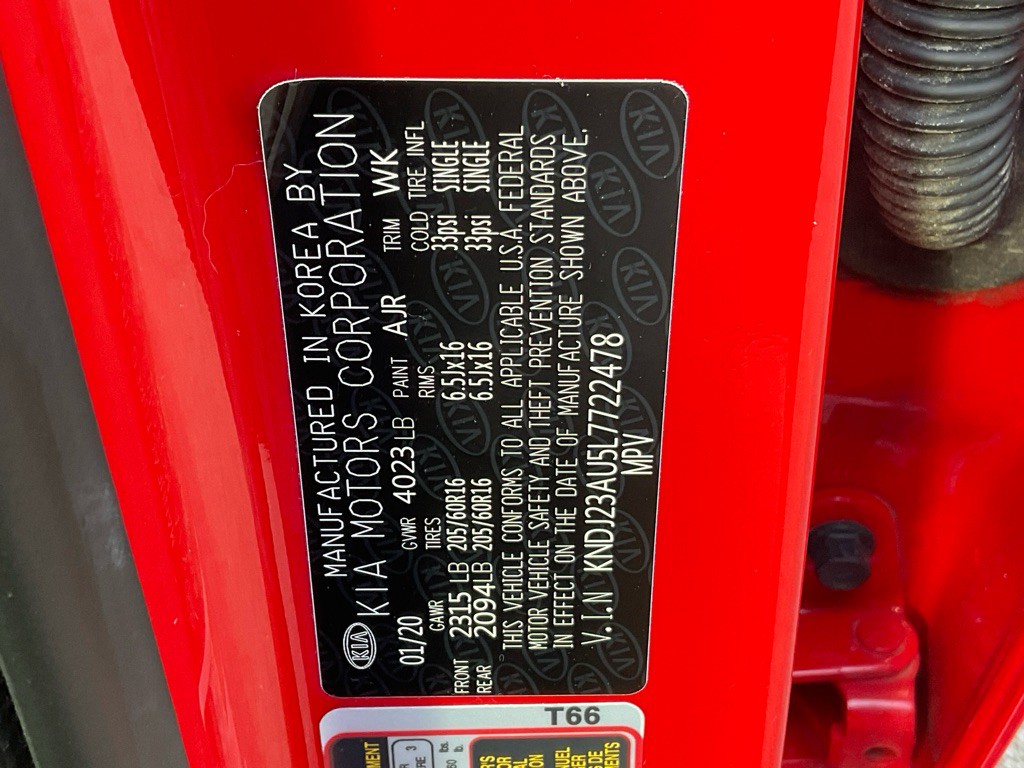 MANUFACTURED IN KOREA BY
KIA KIA MOTORS CORPORATION
01/20 GVWR 4023LB PAINT AJR TRIM WK
GAWR TIRES RIMS COLD TIRE INFL
FRONT 2315 LB 205/60R16 6.5Jx16 33psi SINGLE
REAR 2094LB 205/60R16 6.5Jx16 33psi SINGLE
THIS VEHICLE CONFORMS TO ALL APPLICABLE U.S.A. FEDERAL
MOTOR VEHICLE SAFETY AND THEFT PREVENTION STANDARDS
IN EFFECT ON THE DATE OF MANUFACTURE SHOWN ABOVE.
V.I.N KNDJ23AU5L7722478
MPV
T66